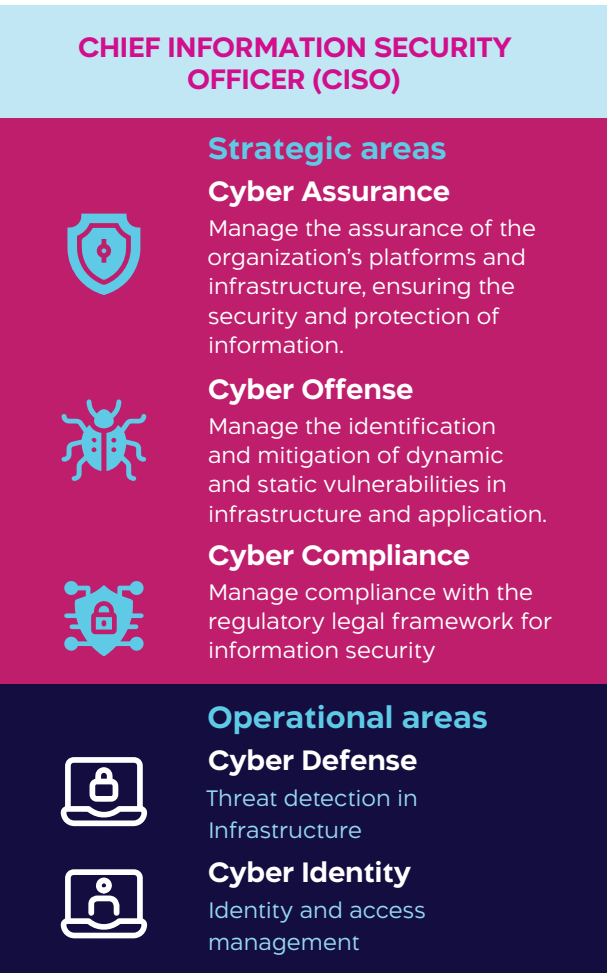 CHIEF INFORMATION SECURITY
OFFICER (CISO)
Strategic areas
Cyber Assurance
Manage the assurance of the
organization’s platforms and
infrastructure, ensuring the
security and protection of
information.
Cyber Offense
Manage the identification
and mitigation of dynamic
and static vulnerabilities in
infrastructure and application.
Cyber Compliance
Manage compliance with the
regulatory legal framework for
information security
Operational areas
Cyber Defense
Threat detection in
Infrastructure
Cyber Identity
Identity and access
management